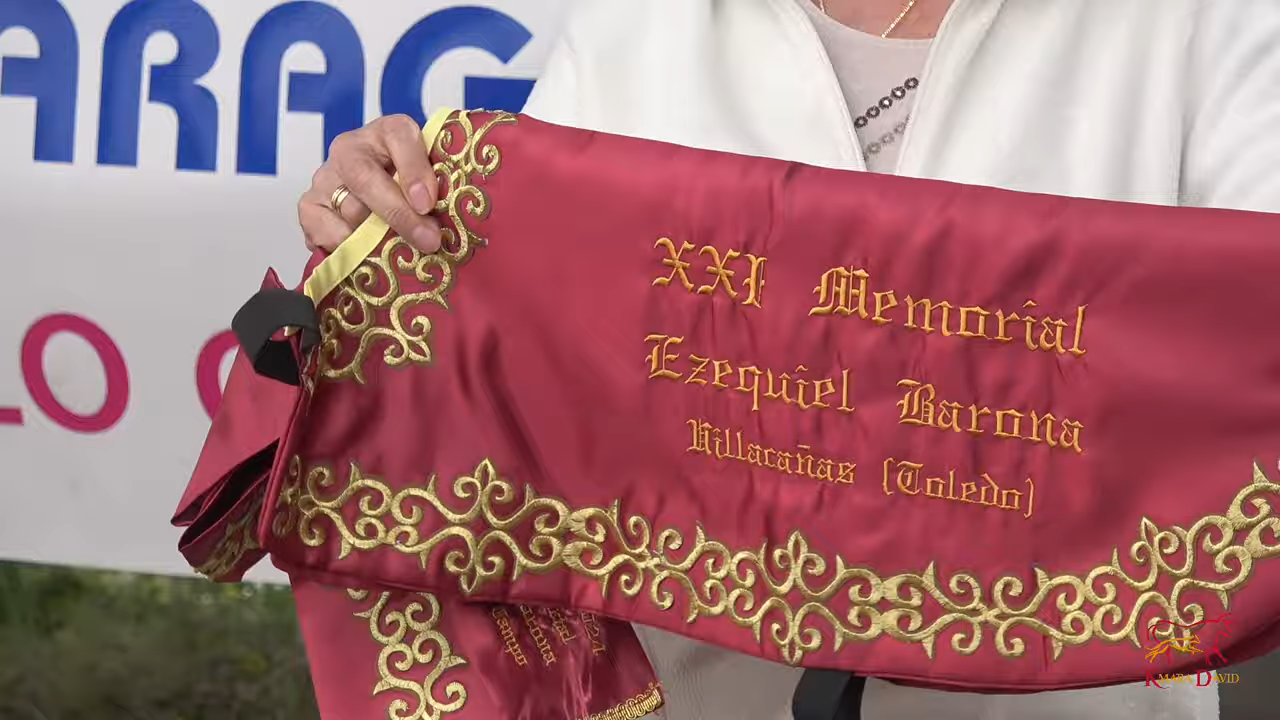 ARAG
LO
XXI Memorial
Ezequiel Barona
Villacañas (Toledo)